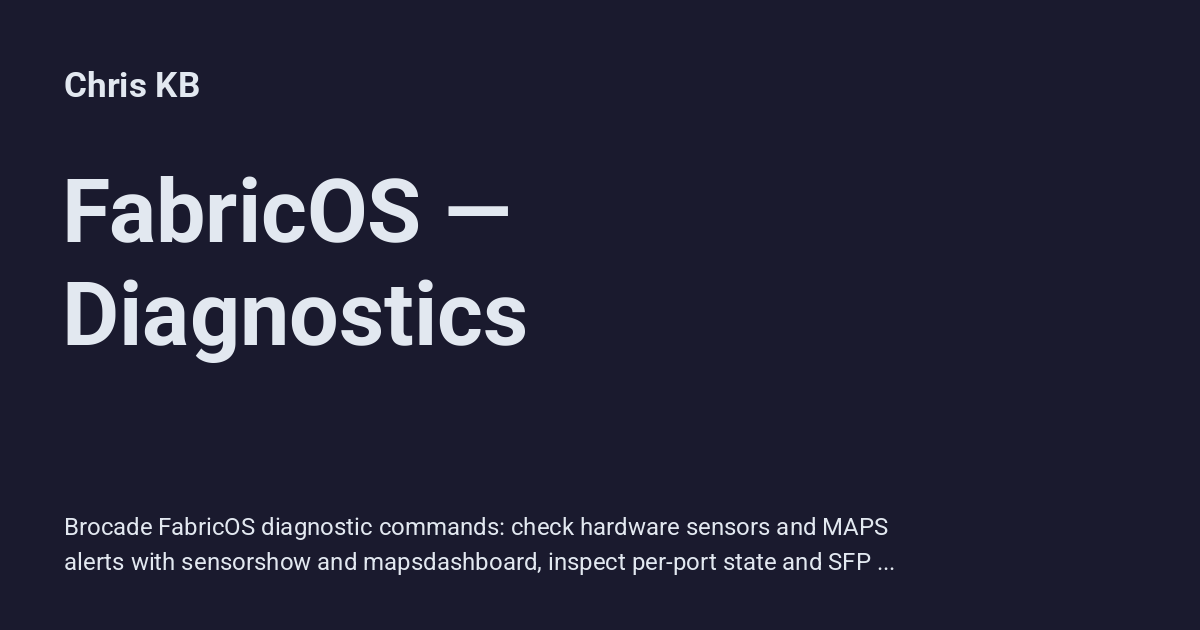 Chris KB
FabricOS —
Diagnostics
Brocade FabricOS diagnostic commands: check hardware sensors and MAPS
alerts with sensorshow and mapsdashboard, inspect per-port state and SFP ...